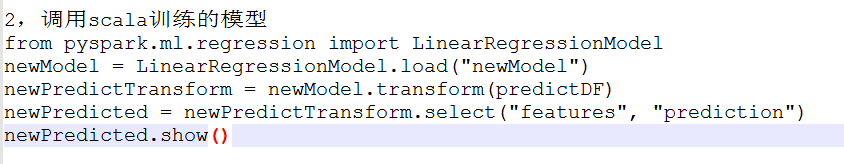 2，调用scala训练的模型
from pyspark.ml.regression import LinearRegressionModel
newModel = LinearRegressionModel.load("newModel")
newPredictTransform = newModel.transform(predictDF)
newPredicted = newPredictTransform.select("features", "prediction")
newPredicted.show()